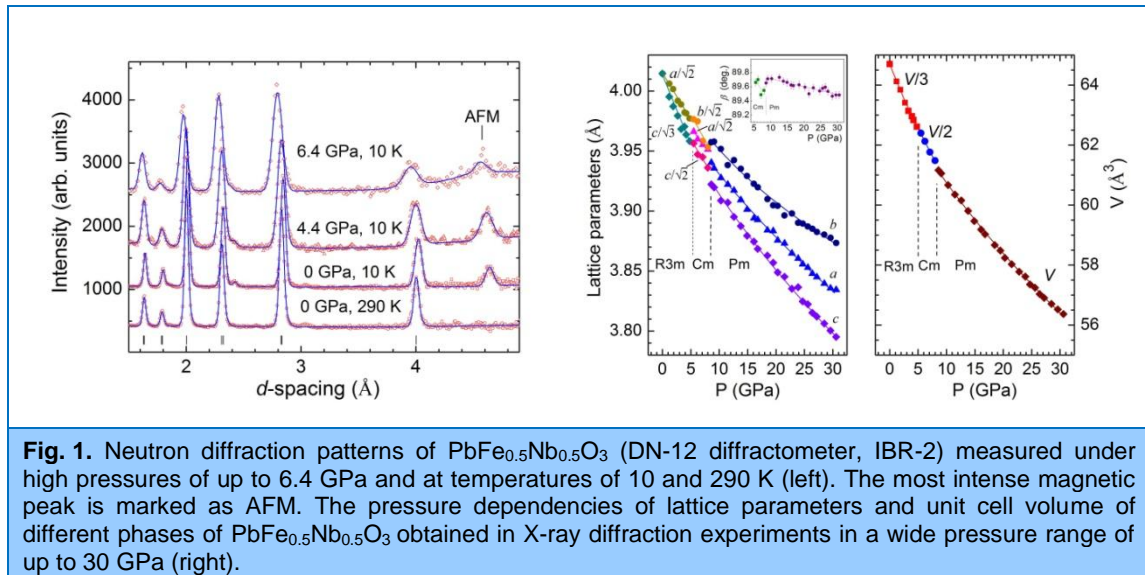 4000
3000
2000
1000
Intensity (arb. units)
AFM
6.4 GPa, 10 K
4.4 GPa, 10 K
0 GPa, 10 K
0 GPa, 290 K
2 3 4
d-spacing (Å)
4.00
3.95
3.90
3.85
3.80
Lattice parameters (Å)
a/√2
b/√2
a/√2
c/√3
c/√2
b
a
c
R3m Cm Pm
0 5 10 15 20 25 30
P (GPa)
89.8
89.6
89.4
89.2
β (deg.)
Cm Pm
5 10 15 20 25 30
P (GPa)
V/3
V/2
V
R3m Cm Pm
0 5 10 15 20 25 30
P (GPa)
64
62
60
58
56
V (Å³)
Fig. 1. Neutron diffraction patterns of PbFe₀.₅Nb₀.₅O₃ (DN-12 diffractometer, IBR-2) measured under
high pressures of up to 6.4 GPa and at temperatures of 10 and 290 K (left). The most intense magnetic
peak is marked as AFM. The pressure dependencies of lattice parameters and unit cell volume of
different phases of PbFe₀.₅Nb₀.₅O₃ obtained in X-ray diffraction experiments in a wide pressure range of
up to 30 GPa (right).